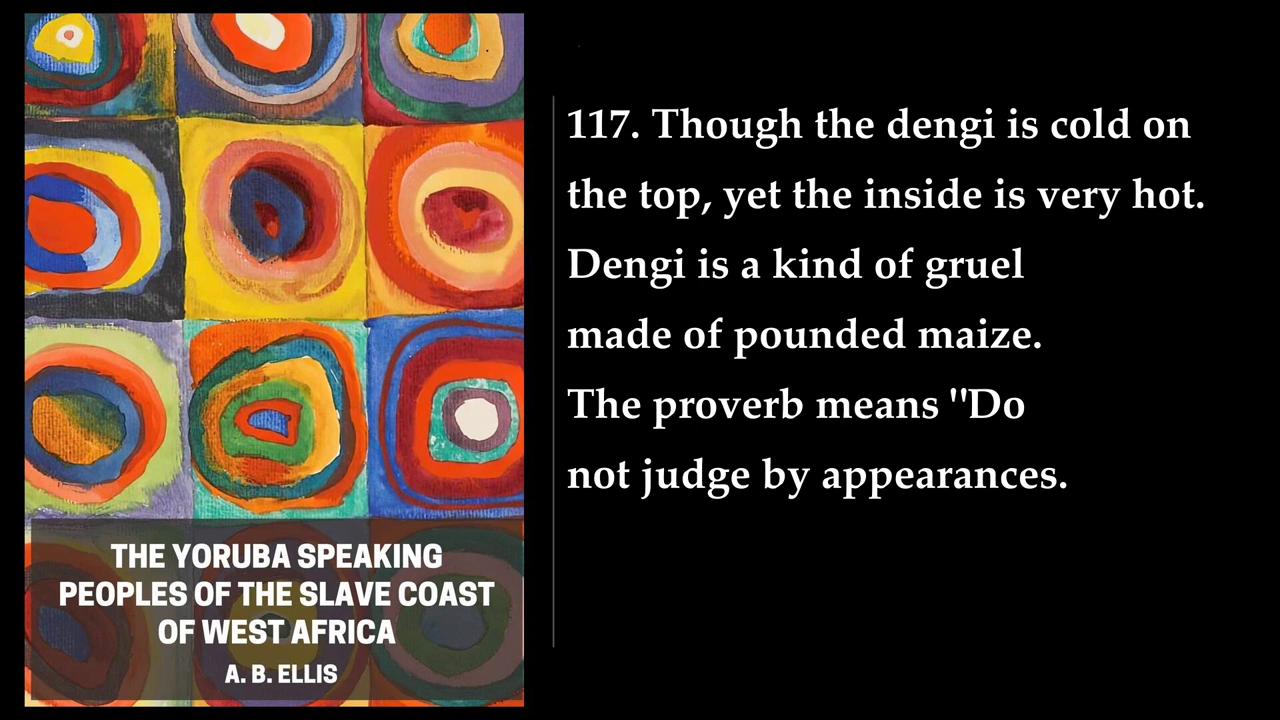 117. Though the dengi is cold on
the top, yet the inside is very hot.
Dengi is a kind of gruel
made of pounded maize.
The proverb means "Do
not judge by appearances.
THE YORUBA SPEAKING
PEOPLES OF THE SLAVE COAST
OF WEST AFRICA
A. B. ELLIS